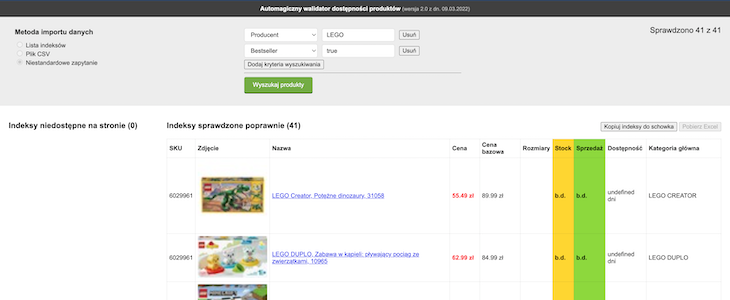 Automagiczny walidator dostępności produktów (wersja 2.0 z dn. 09.03.2022)
Metoda importu danych
Lista indeksów
Plik CSV
Niestandardowe zapytanie
Producent LEGO Usuń
Bestseller true Usuń
Dodaj kryteria wyszukiwania
Wyszukaj produkty
Sprawdzono 41 z 41
Indeksy niedostępne na stronie (0)
Indeksy sprawdzone poprawnie (41)
Kopiuj indeksy do schowka Pobierz Excel
SKU Zdjęcie Nazwa Cena Cena bazowa Rozmiary Stock Sprzedaż Dostępność Kategoria główna
6029961 LEGO Creator, Potężne dinozaury, 31058 55.49 zł 89.99 zł b.d. b.d. undefined dni LEGO CREATOR
6029961 LEGO DUPLO, Zabawa w kąpieli: pływający pociąg ze zwierzątkami, 10965 62.99 zł 84.99 zł b.d. b.d. undefined dni LEGO DUPLO